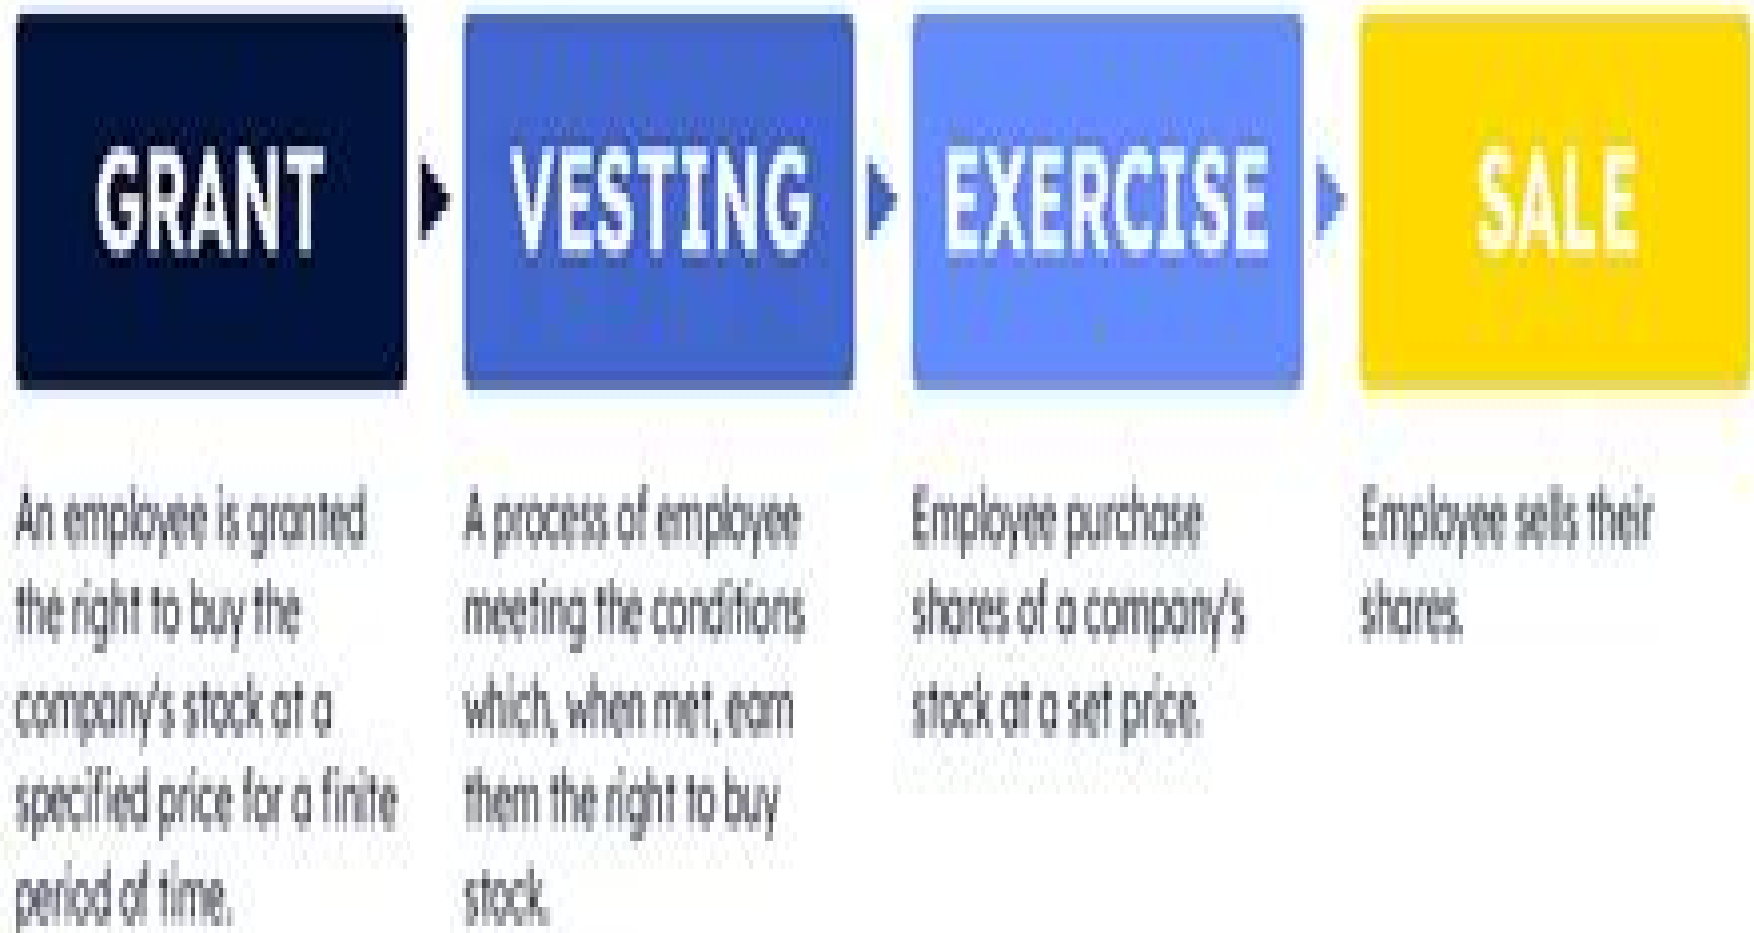 GRANT
An employee is granted
the right to buy the
company's stock at a
specified price for a finite
period of time.
VESTING
A process of employee
meeting the conditions
which, when met, earn
them the right to buy
stock.
EXERCISE
Employee purchase
shares of a company's
stock at a set price.
SALE
Employee sells their
shares.